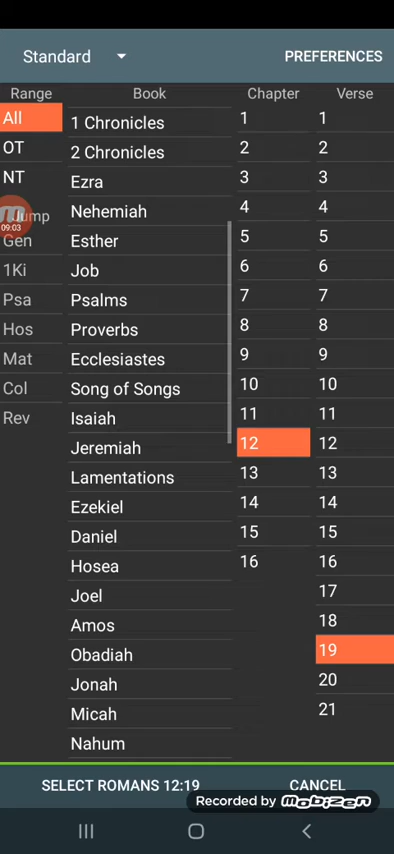 Standard PREFERENCES
Range Book Chapter Verse
All
OT
NT
Jump
09:03
Gen
1Ki
Psa
Hos
Mat
Col
Rev
1 Chronicles
2 Chronicles
Ezra
Nehemiah
Esther
Job
Psalms
Proverbs
Ecclesiastes
Song of Songs
Isaiah
Jeremiah
Lamentations
Ezekiel
Daniel
Hosea
Joel
Amos
Obadiah
Jonah
Micah
Nahum
1
2
3
4
5
6
7
8
9
10
11
12
13
14
15
16
1
2
3
4
5
6
7
8
9
10
11
12
13
14
15
16
17
18
19
20
21
SELECT ROMANS 12:19 CANCEL
Recorded by mobizen